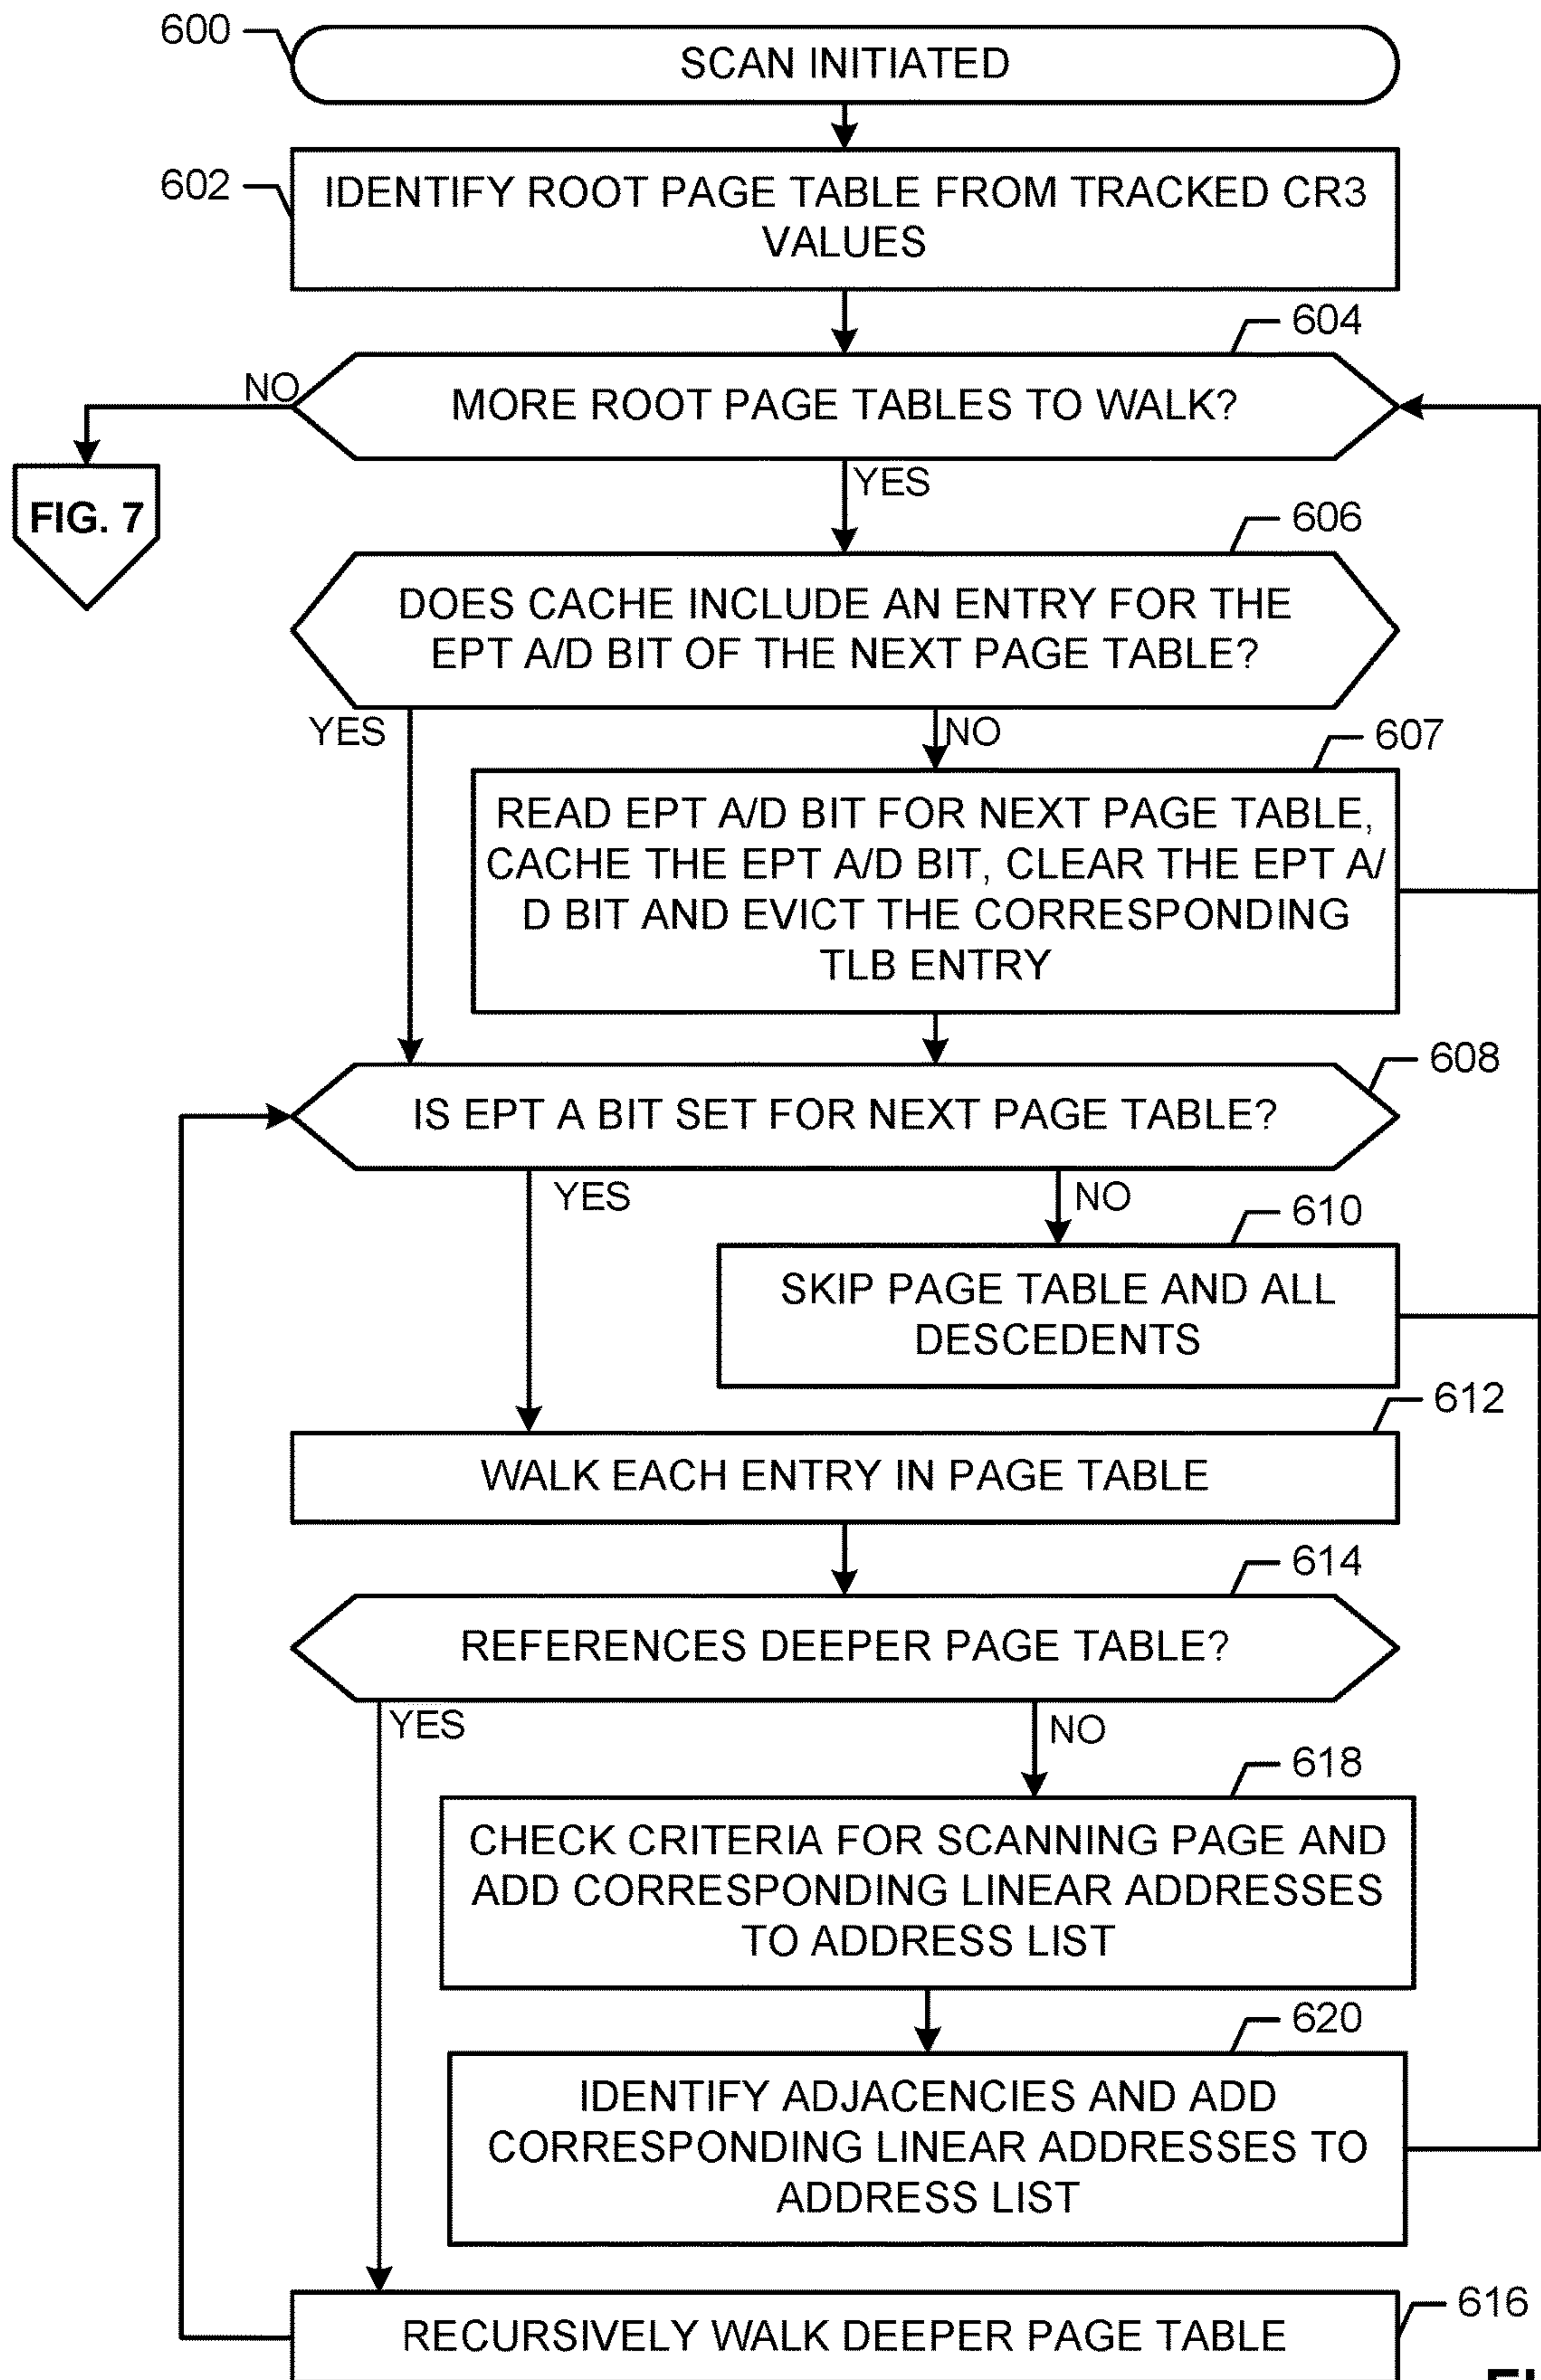 600
SCAN INITIATED
602
IDENTIFY ROOT PAGE TABLE FROM TRACKED CR3
VALUES
604
NO
MORE ROOT PAGE TABLES TO WALK?
YES
FIG. 7
606
DOES CACHE INCLUDE AN ENTRY FOR THE
EPT A/D BIT OF THE NEXT PAGE TABLE?
YES
NO
607
READ EPT A/D BIT FOR NEXT PAGE TABLE,
CACHE THE EPT A/D BIT, CLEAR THE EPT A/
D BIT AND EVICT THE CORRESPONDING
TLB ENTRY
608
IS EPT A BIT SET FOR NEXT PAGE TABLE?
YES
NO
610
SKIP PAGE TABLE AND ALL
DESCEDENTS
612
WALK EACH ENTRY IN PAGE TABLE
614
REFERENCES DEEPER PAGE TABLE?
YES
NO
618
CHECK CRITERIA FOR SCANNING PAGE AND
ADD CORRESPONDING LINEAR ADDRESSES
TO ADDRESS LIST
620
IDENTIFY ADJACENCIES AND ADD
CORRESPONDING LINEAR ADDRESSES TO
ADDRESS LIST
616
RECURSIVELY WALK DEEPER PAGE TABLE